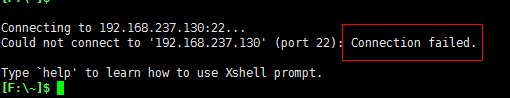 [F:\~]$
Connecting to 192.168.237.130:22...
Could not connect to '192.168.237.130' (port 22): Connection failed.
Type `help' to learn how to use Xshell prompt.
[F:\~]$